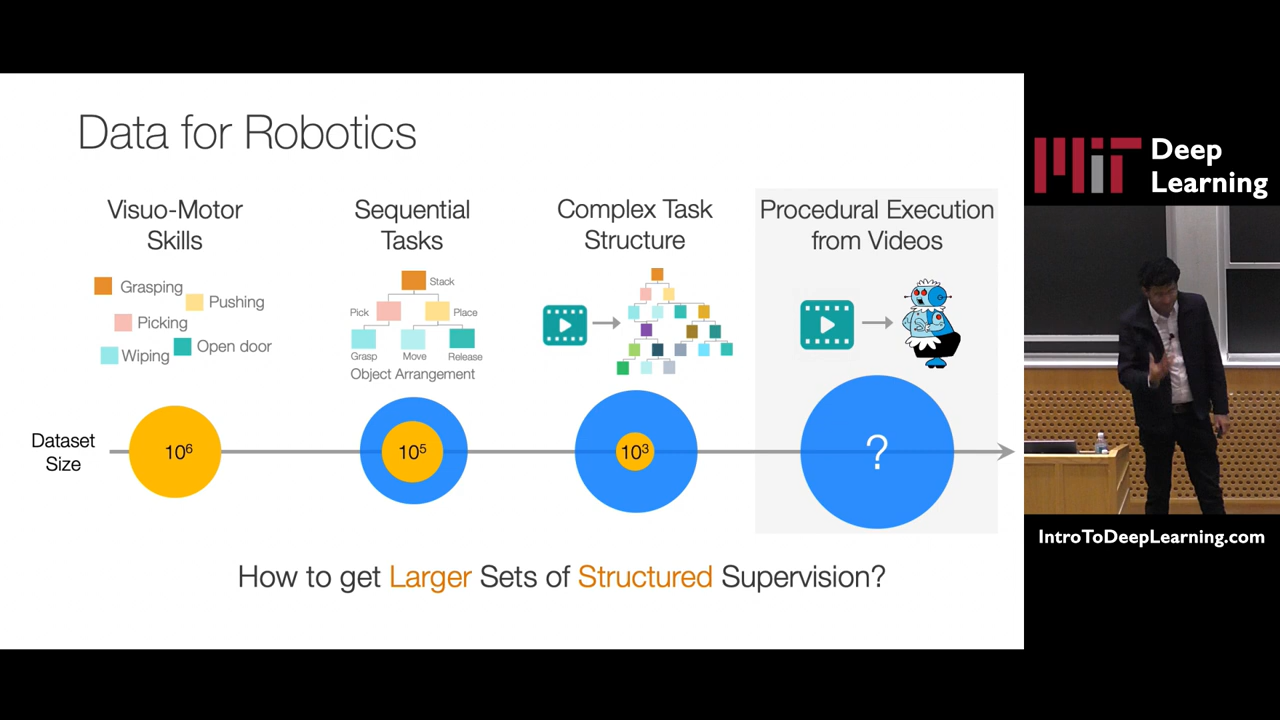 Data for Robotics
Visuo-Motor
Skills
Grasping
Pushing
Picking
Wiping
Open door
Sequential
Tasks
Stack
Pick
Place
Grasp
Move
Release
Object Arrangement
Complex Task
Structure
Procedural Execution
from Videos
Dataset
Size
10⁶
10⁵
10³
?
How to get Larger Sets of Structured Supervision?
MIT
Deep
Learning
IntroToDeepLearning.com